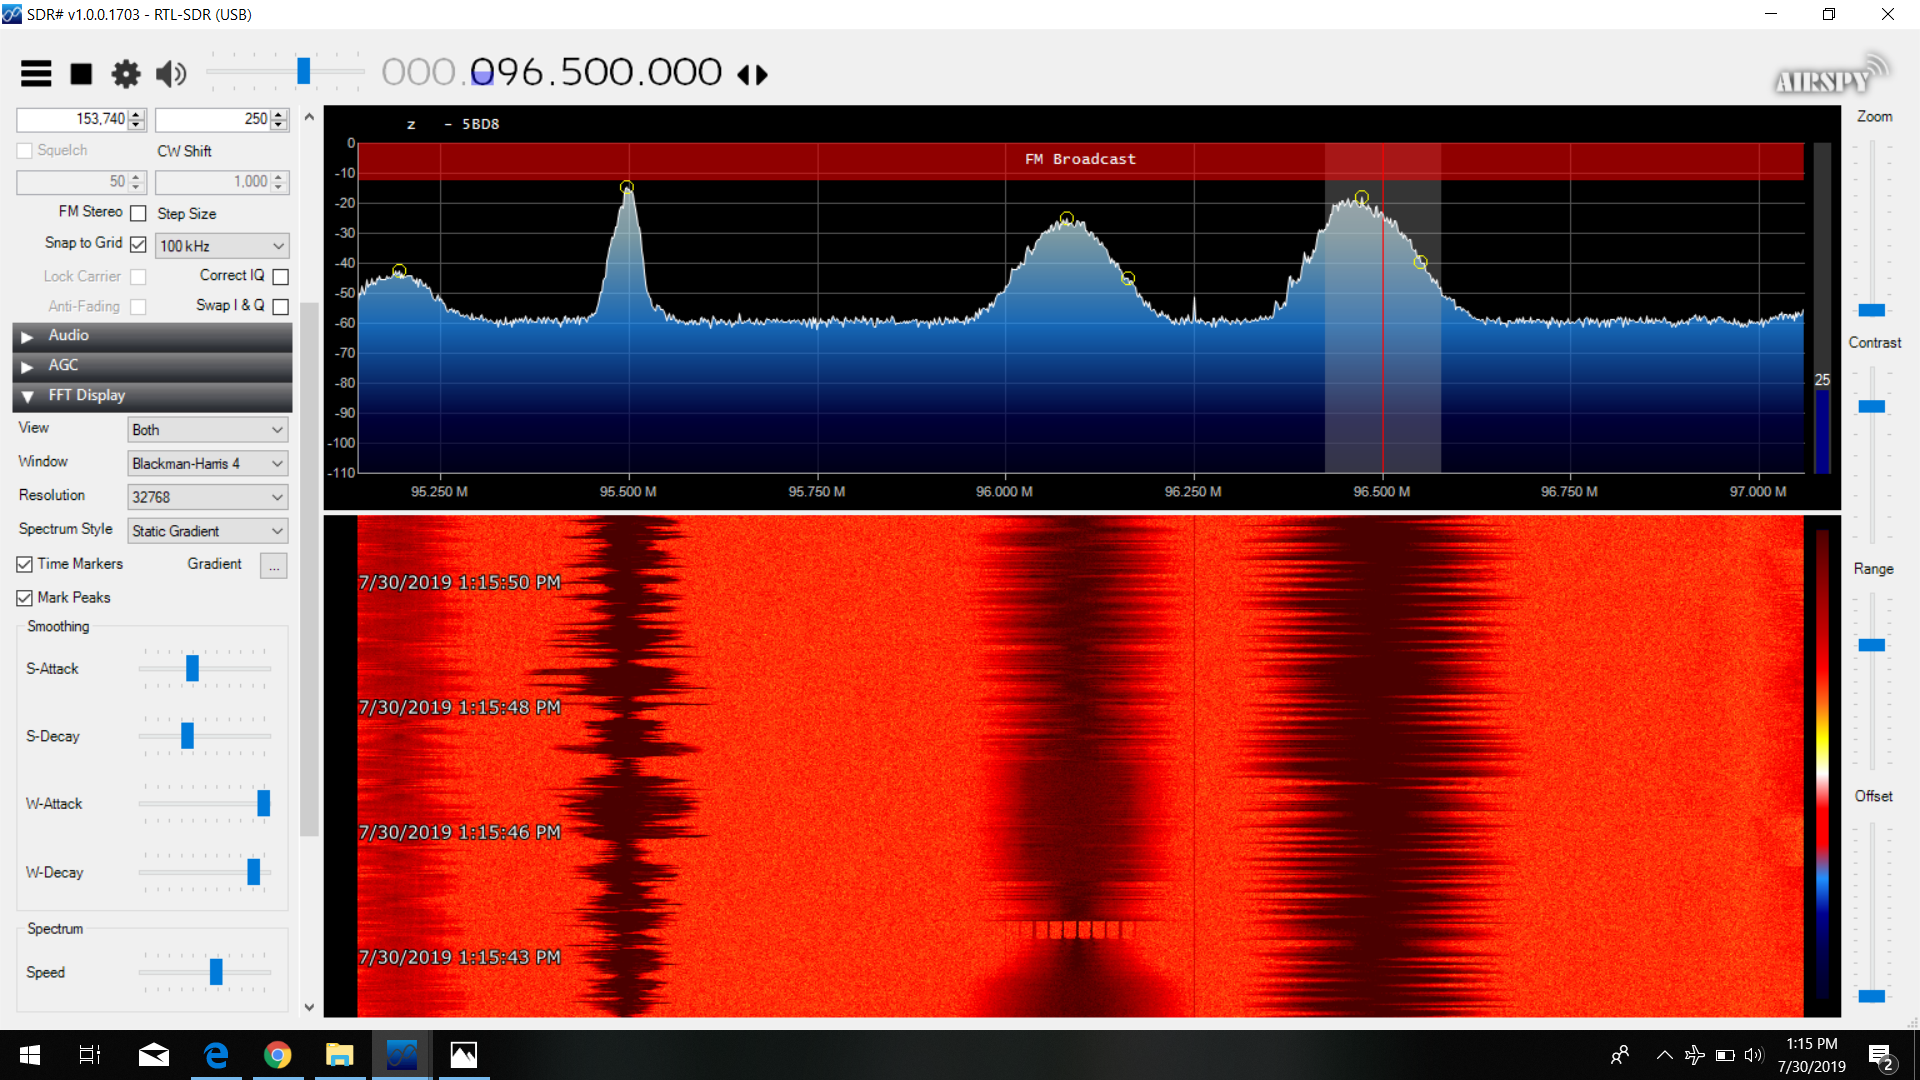 SDR# v1.0.0.1703 - RTL-SDR (USB)
000.096.500.000
AIRSPY
153,740 250
Squelch CW Shift
50 1,000
FM Stereo Step Size
Snap to Grid 100 kHz
Lock Carrier Correct IQ
Anti-Fading Swap I & Q
Audio
AGC
FFT Display
View Both
Window Blackman-Harris 4
Resolution 32768
Spectrum Style Static Gradient
Time Markers Gradient ...
Mark Peaks
Smoothing
S-Attack
S-Decay
W-Attack
W-Decay
Spectrum
Speed
z - 5BD8
FM Broadcast
0
-10
-20
-30
-40
-50
-60
-70
-80
-90
-100
-110
25
95.250 M 95.500 M 95.750 M 96.000 M 96.250 M 96.500 M 96.750 M 97.000 M
7/30/2019 1:15:50 PM
7/30/2019 1:15:48 PM
7/30/2019 1:15:46 PM
7/30/2019 1:15:43 PM
Zoom
Contrast
Range
Offset
1:15 PM
7/30/2019
2